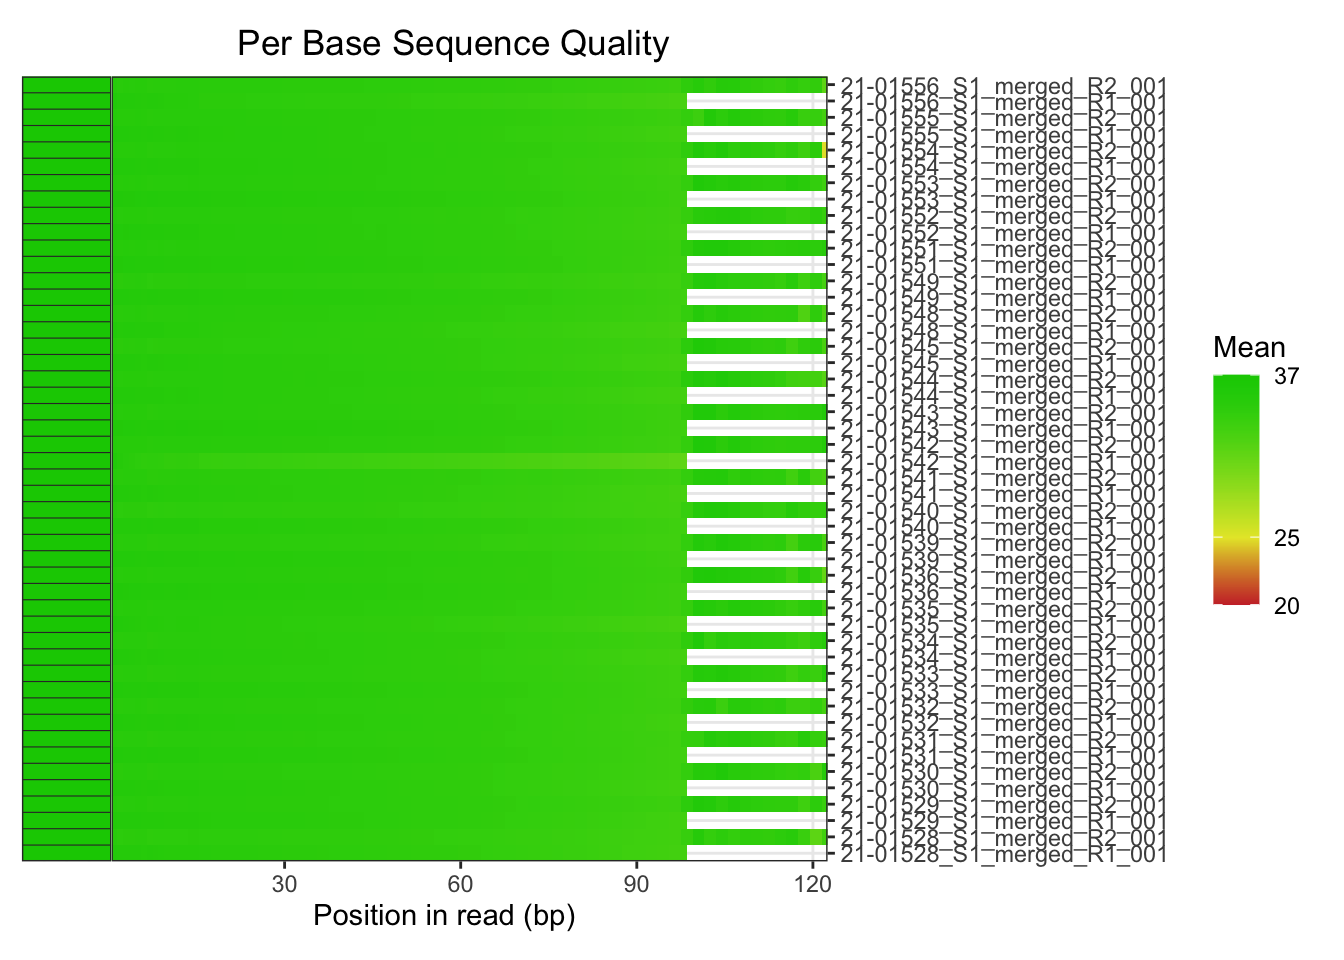 Per Base Sequence Quality
21-01556_S1_merged_R2_001
21-01556_S1_merged_R1_001
21-01555_S1_merged_R2_001
21-01555_S1_merged_R1_001
21-01554_S1_merged_R2_001
21-01554_S1_merged_R1_001
21-01553_S1_merged_R2_001
21-01553_S1_merged_R1_001
21-01552_S1_merged_R2_001
21-01552_S1_merged_R1_001
21-01551_S1_merged_R2_001
21-01551_S1_merged_R1_001
21-01549_S1_merged_R2_001
21-01549_S1_merged_R1_001
21-01548_S1_merged_R2_001
21-01548_S1_merged_R1_001
21-01545_S1_merged_R2_001
21-01545_S1_merged_R1_001
21-01544_S1_merged_R2_001
21-01544_S1_merged_R1_001
21-01543_S1_merged_R2_001
21-01543_S1_merged_R1_001
21-01542_S1_merged_R2_001
21-01542_S1_merged_R1_001
21-01541_S1_merged_R2_001
21-01541_S1_merged_R1_001
21-01540_S1_merged_R2_001
21-01540_S1_merged_R1_001
21-01539_S1_merged_R2_001
21-01539_S1_merged_R1_001
21-01536_S1_merged_R2_001
21-01536_S1_merged_R1_001
21-01535_S1_merged_R2_001
21-01535_S1_merged_R1_001
21-01534_S1_merged_R2_001
21-01534_S1_merged_R1_001
21-01533_S1_merged_R2_001
21-01533_S1_merged_R1_001
21-01532_S1_merged_R2_001
21-01532_S1_merged_R1_001
21-01531_S1_merged_R2_001
21-01531_S1_merged_R1_001
21-01530_S1_merged_R2_001
21-01530_S1_merged_R1_001
21-01529_S1_merged_R2_001
21-01529_S1_merged_R1_001
21-01528_S1_merged_R2_001
21-01528_S1_merged_R1_001
30 60 90 120
Position in read (bp)
Mean
37
25
20